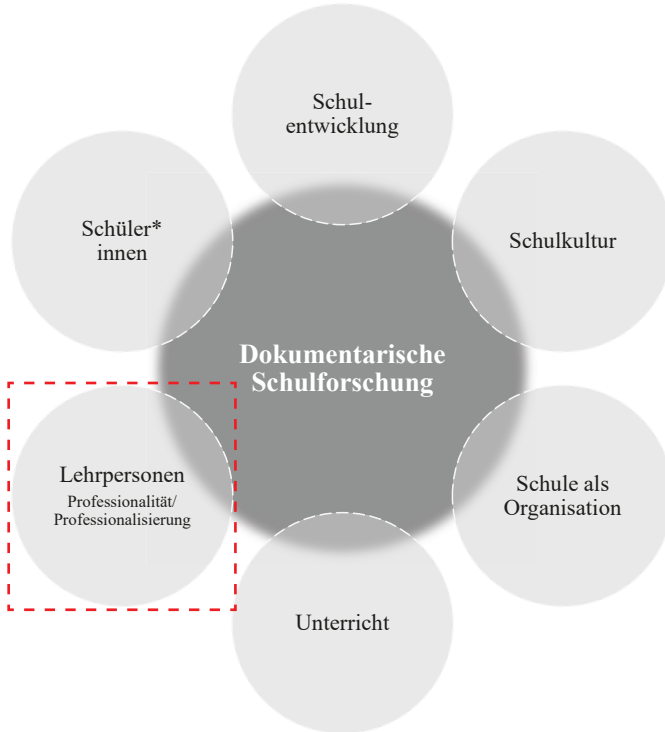 Schul-
entwicklung
Schüler*
innen
Schulkultur
Dokumentarische
Schulforschung
Lehrpersonen
Professionalität/
Professionalisierung
Schule als
Organisation
Unterricht